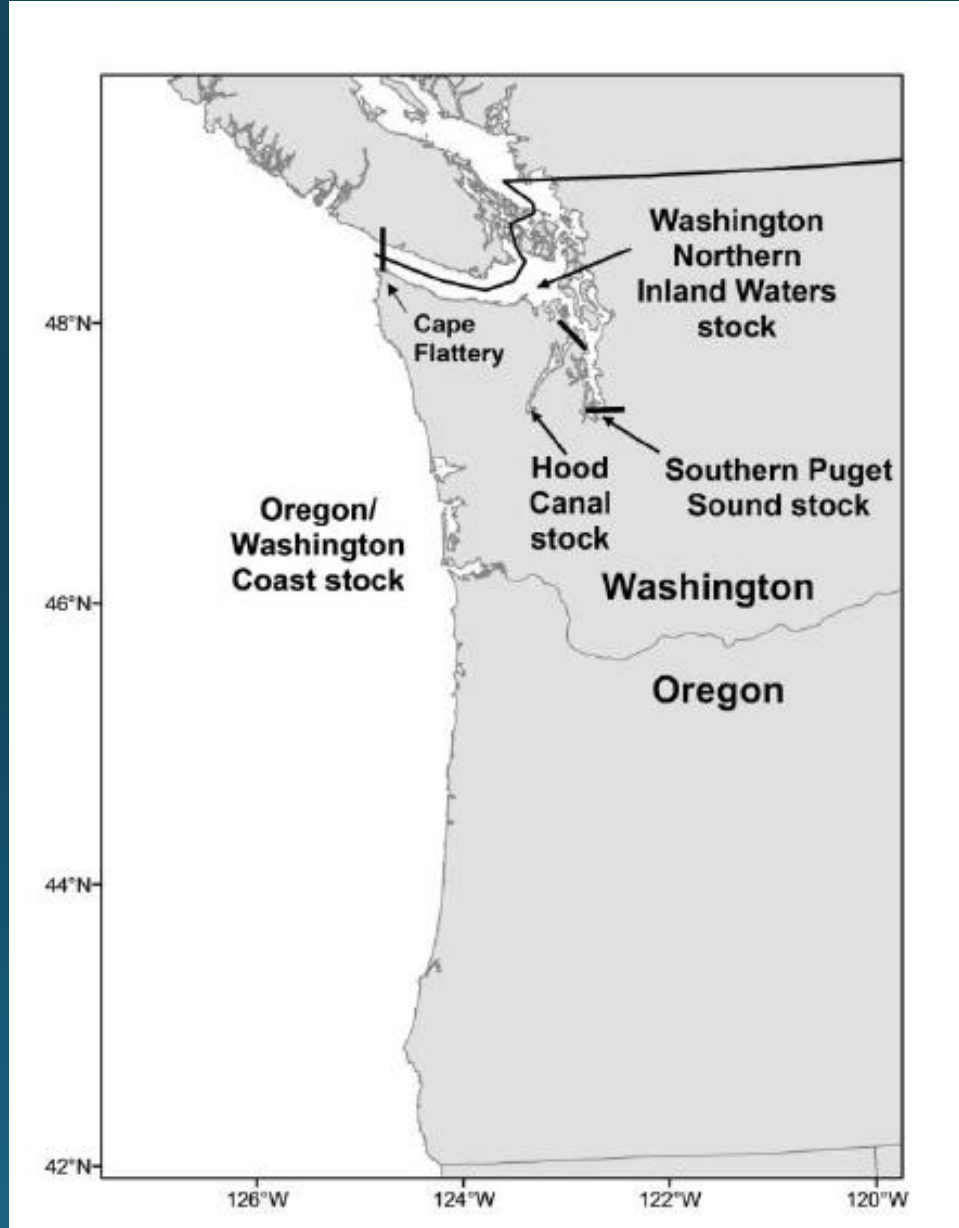 Washington
Northern
Inland Waters
stock
48°N
Cape
Flattery
Hood
Canal
stock
Southern Puget
Sound stock
Oregon/
Washington
Coast stock
Washington
46°N
Oregon
44°N
42°N
126°W
124°W
122°W
120°W